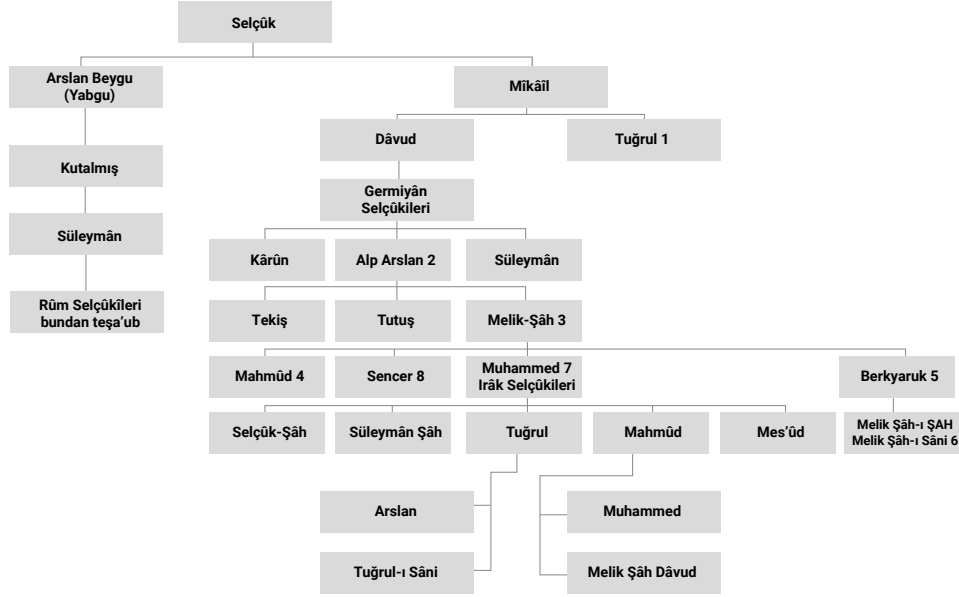 Selçûk
Arslan Beygu
(Yabgu)
Mîkâîl
Dâvud
Tuğrul 1
Kutalmış
Germiyân
Selçûkileri
Süleymân
Kârûn
Alp Arslan 2
Süleymân
Rûm Selçûkîleri
bundan teşa’ub
Tekiş
Tutuş
Melik-Şâh 3
Mahmûd 4
Sencer 8
Muhammed 7
Irâk Selçûkileri
Berkyaruk 5
Selçûk-Şâh
Süleymân Şâh
Tuğrul
Mahmûd
Mes’ûd
Melik Şâh-ı ŞAH
Melik Şâh-ı Sâni 6
Arslan
Muhammed
Tuğrul-ı Sâni
Melik Şâh Dâvud